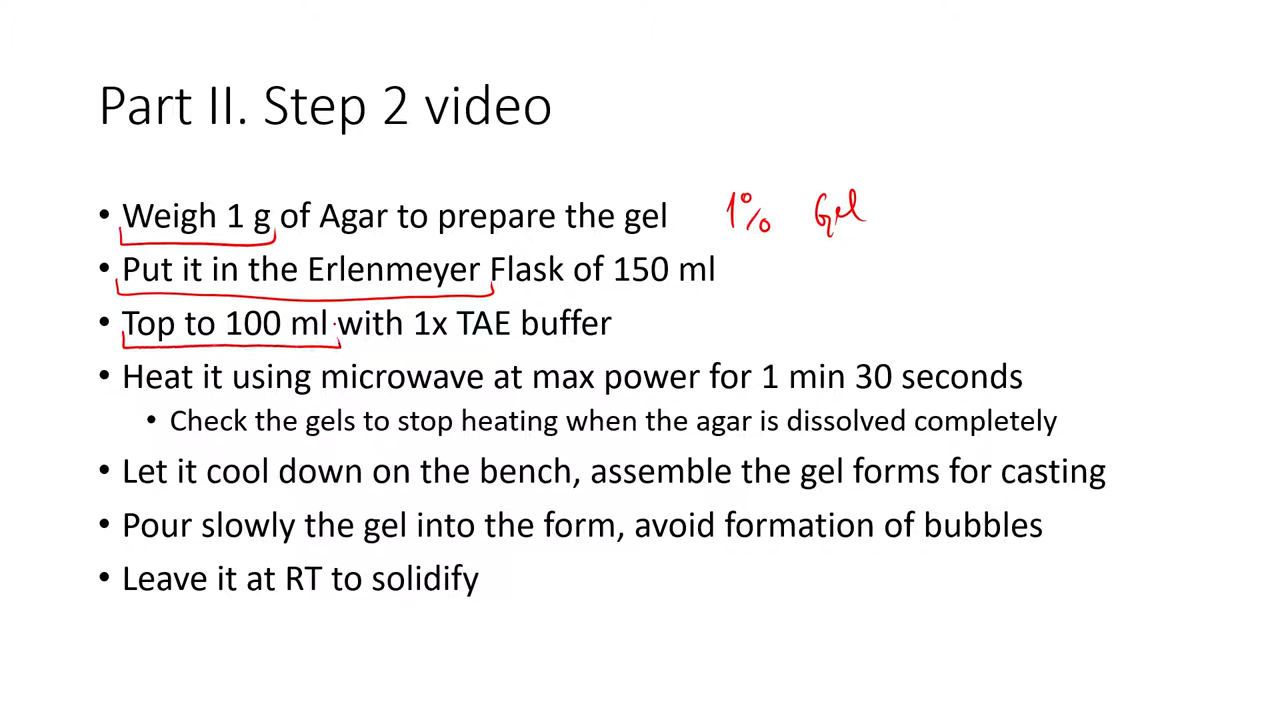 Part II. Step 2 video
• Weigh 1 g of Agar to prepare the gel 1% Gel
• Put it in the Erlenmeyer Flask of 150 ml
• Top to 100 ml with 1x TAE buffer
• Heat it using microwave at max power for 1 min 30 seconds
• Check the gels to stop heating when the agar is dissolved completely
• Let it cool down on the bench, assemble the gel forms for casting
• Pour slowly the gel into the form, avoid formation of bubbles
• Leave it at RT to solidify